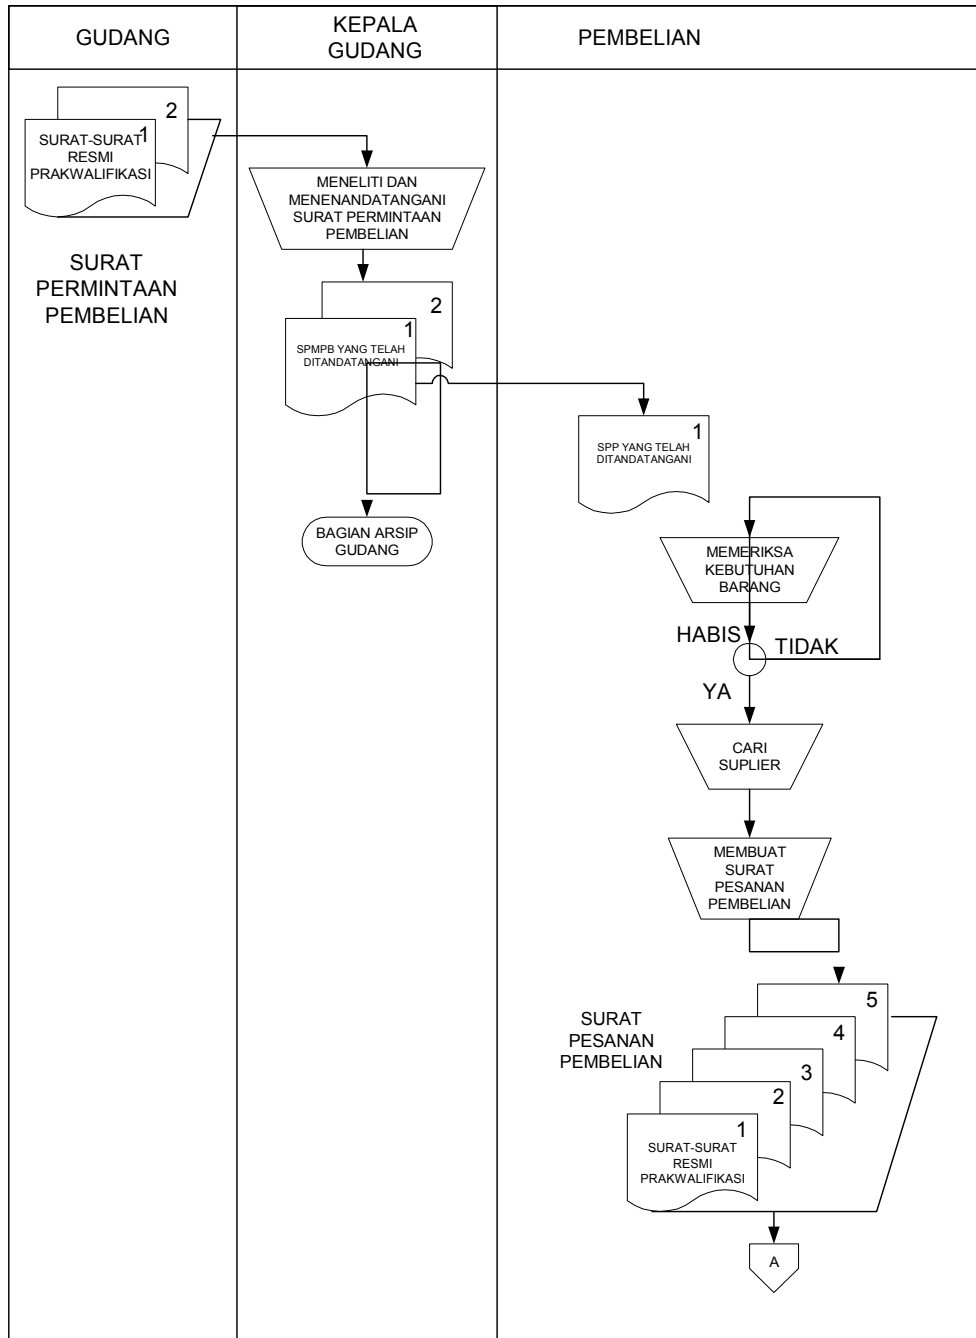 GUDANG
KEPALA
GUDANG
PEMBELIAN
2
1
SURAT-SURAT
RESMI
PRAKWALIFIKASI
SURAT
PERMINTAAN
PEMBELIAN
MENELITI DAN
MENENANDATANGANI
SURAT PERMINTAAN
PEMBELIAN
2
1
SPMPB YANG TELAH
DITANDATANGANI
BAGIAN ARSIP
GUDANG
1
SPP YANG TELAH
DITANDATANGANI
MEMERIKSA
KEBUTUHAN
BARANG
HABIS
TIDAK
YA
CARI
SUPLIER
MEMBUAT
SURAT
PESANAN
PEMBELIAN
SURAT
PESANAN
PEMBELIAN
5
4
3
2
1
SURAT-SURAT
RESMI
PRAKWALIFIKASI
A